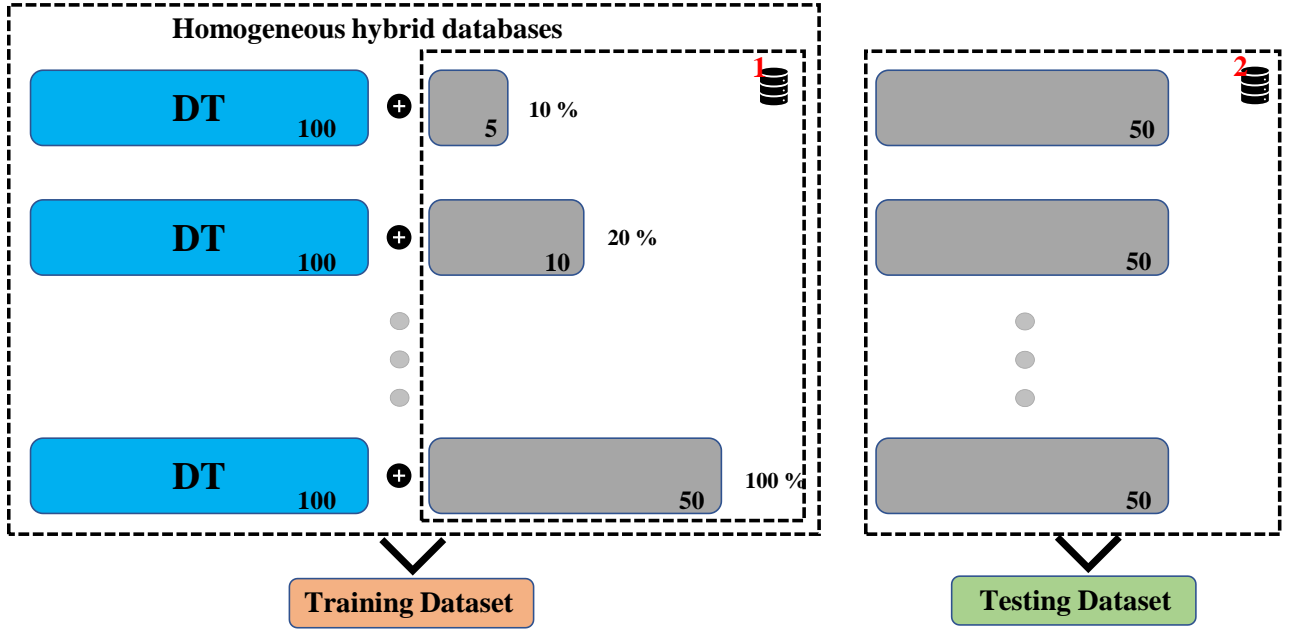 Homogeneous hybrid databases
1
2
DT
100
5
10 %
50
DT
100
10
20 %
50
DT
100
50
100 %
50
Training Dataset
Testing Dataset